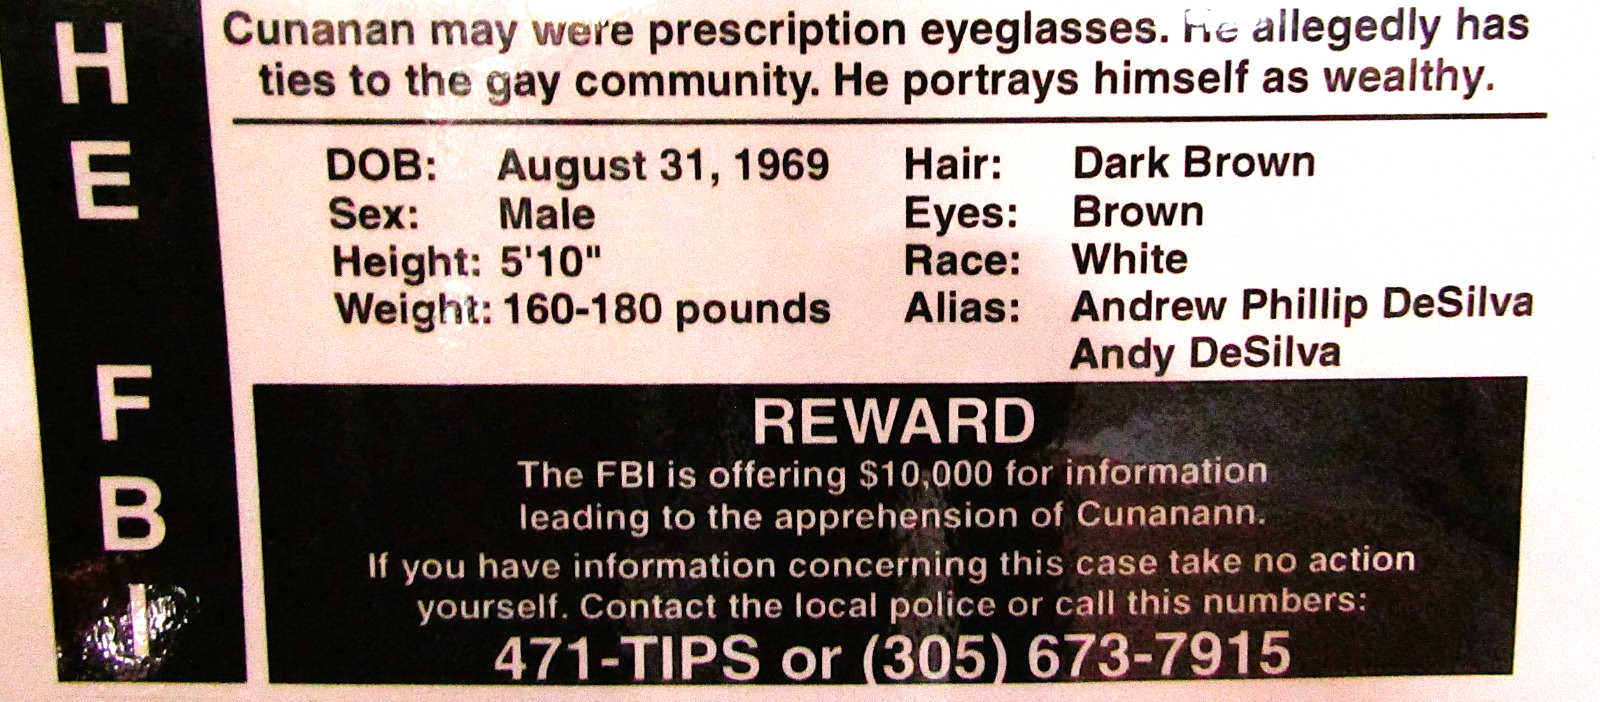 Cunanan may were prescription eyeglasses. He allegedly has
ties to the gay community. He portrays himself as wealthy.
DOB: August 31, 1969 Hair: Dark Brown
Sex: Male Eyes: Brown
Height: 5'10" Race: White
Weight: 160-180 pounds Alias: Andrew Phillip DeSilva
Andy DeSilva
REWARD
The FBI is offering $10,000 for information
leading to the apprehension of Cunanann.
If you have information concerning this case take no action
yourself. Contact the local police or call this numbers:
471-TIPS or (305) 673-7915
HE
FBI